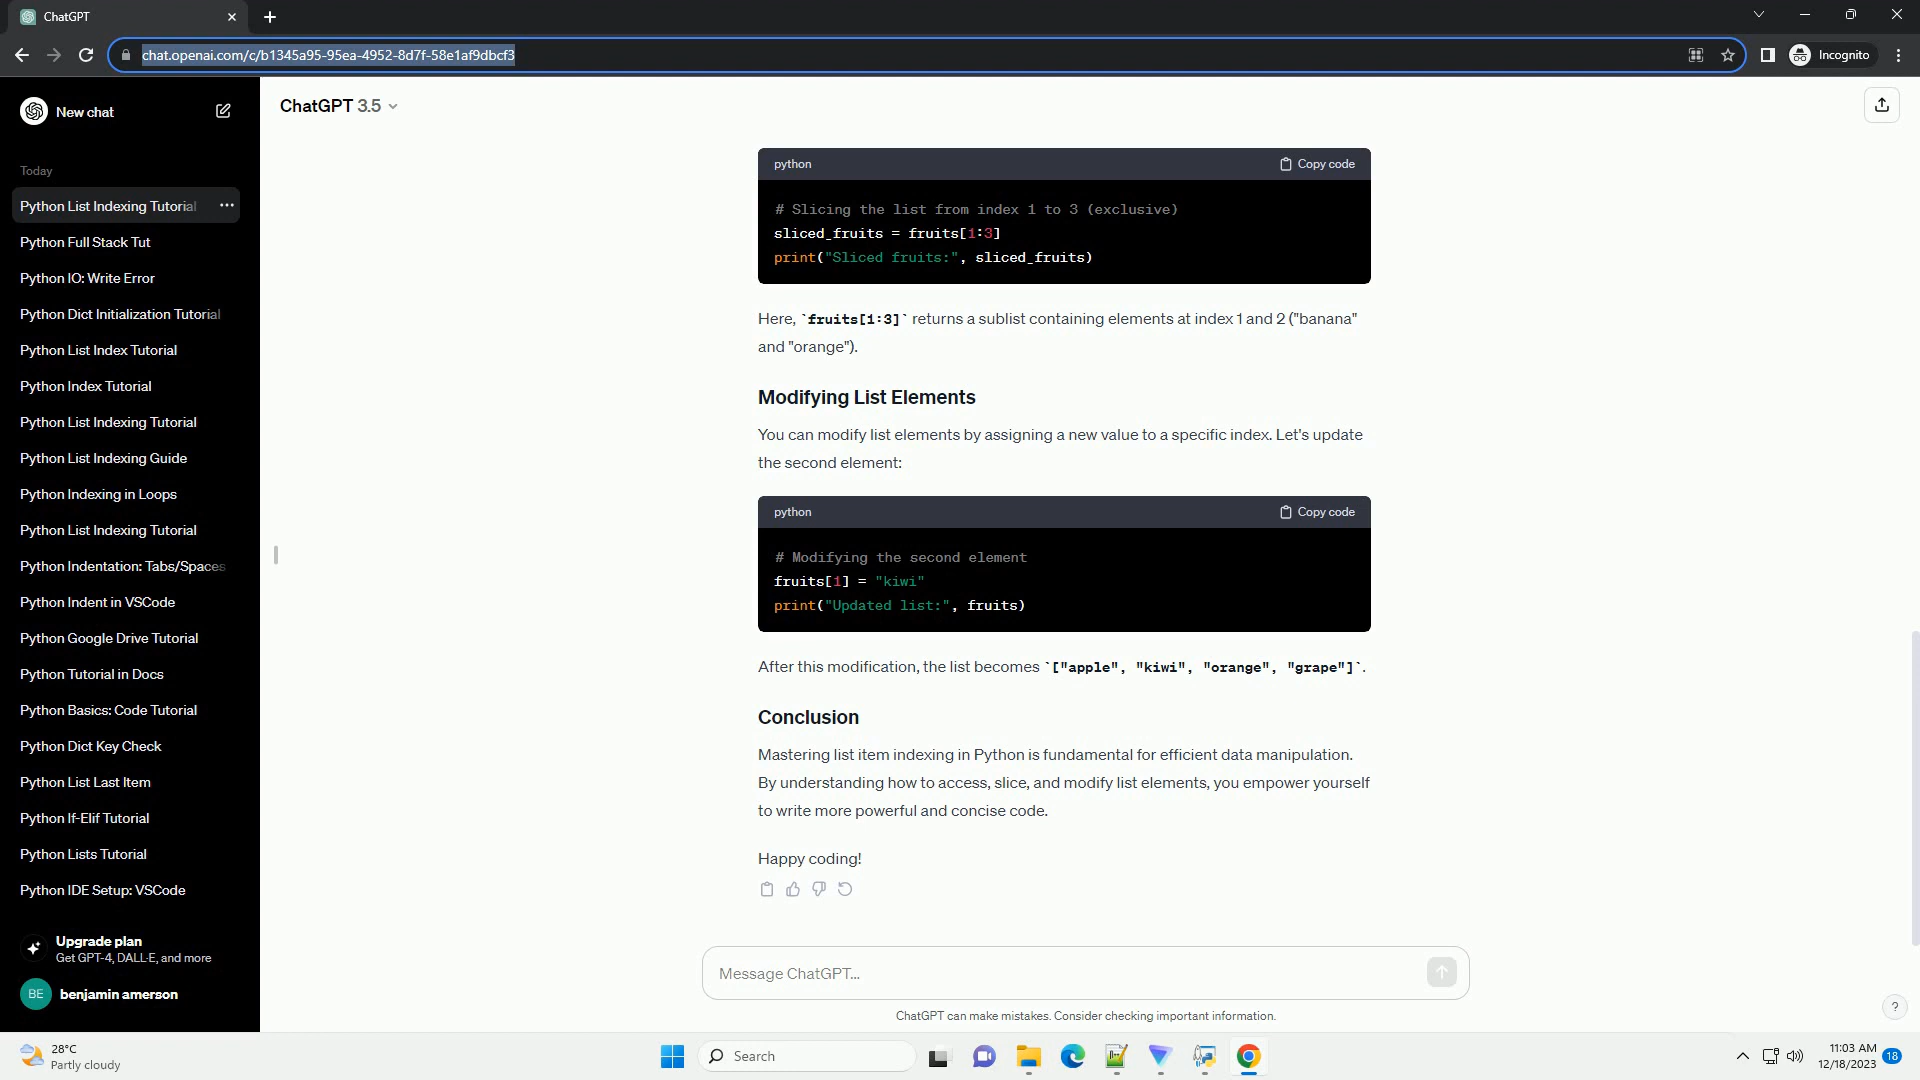 ChatGPT
chat.openai.com/c/b1345a95-95ea-4952-8d7f-58e1af9dbcf3
Incognito
New chat
ChatGPT 3.5
Today
Python List Indexing Tutorial
Python Full Stack Tut
Python IO: Write Error
Python Dict Initialization Tutorial
Python List Index Tutorial
Python Index Tutorial
Python List Indexing Tutorial
Python List Indexing Guide
Python Indexing in Loops
Python List Indexing Tutorial
Python Indentation: Tabs/Spaces
Python Indent in VSCode
Python Google Drive Tutorial
Python Tutorial in Docs
Python Basics: Code Tutorial
Python Dict Key Check
Python List Last Item
Python If-Elif Tutorial
Python Lists Tutorial
Python IDE Setup: VSCode
Upgrade plan
Get GPT-4, DALL·E, and more
BE benjamin amerson
python Copy code
# Slicing the list from index 1 to 3 (exclusive)
sliced_fruits = fruits[1:3]
print("Sliced fruits:", sliced_fruits)
Here, `fruits[1:3]` returns a sublist containing elements at index 1 and 2 ("banana"
and "orange").
Modifying List Elements
You can modify list elements by assigning a new value to a specific index. Let's update
the second element:
python Copy code
# Modifying the second element
fruits[1] = "kiwi"
print("Updated list:", fruits)
After this modification, the list becomes `["apple", "kiwi", "orange", "grape"]`.
Conclusion
Mastering list item indexing in Python is fundamental for efficient data manipulation.
By understanding how to access, slice, and modify list elements, you empower yourself
to write more powerful and concise code.
Happy coding!
Message ChatGPT...
ChatGPT can make mistakes. Consider checking important information.
?
28°C
Partly cloudy
Search
11:03 AM
12/18/2023
18